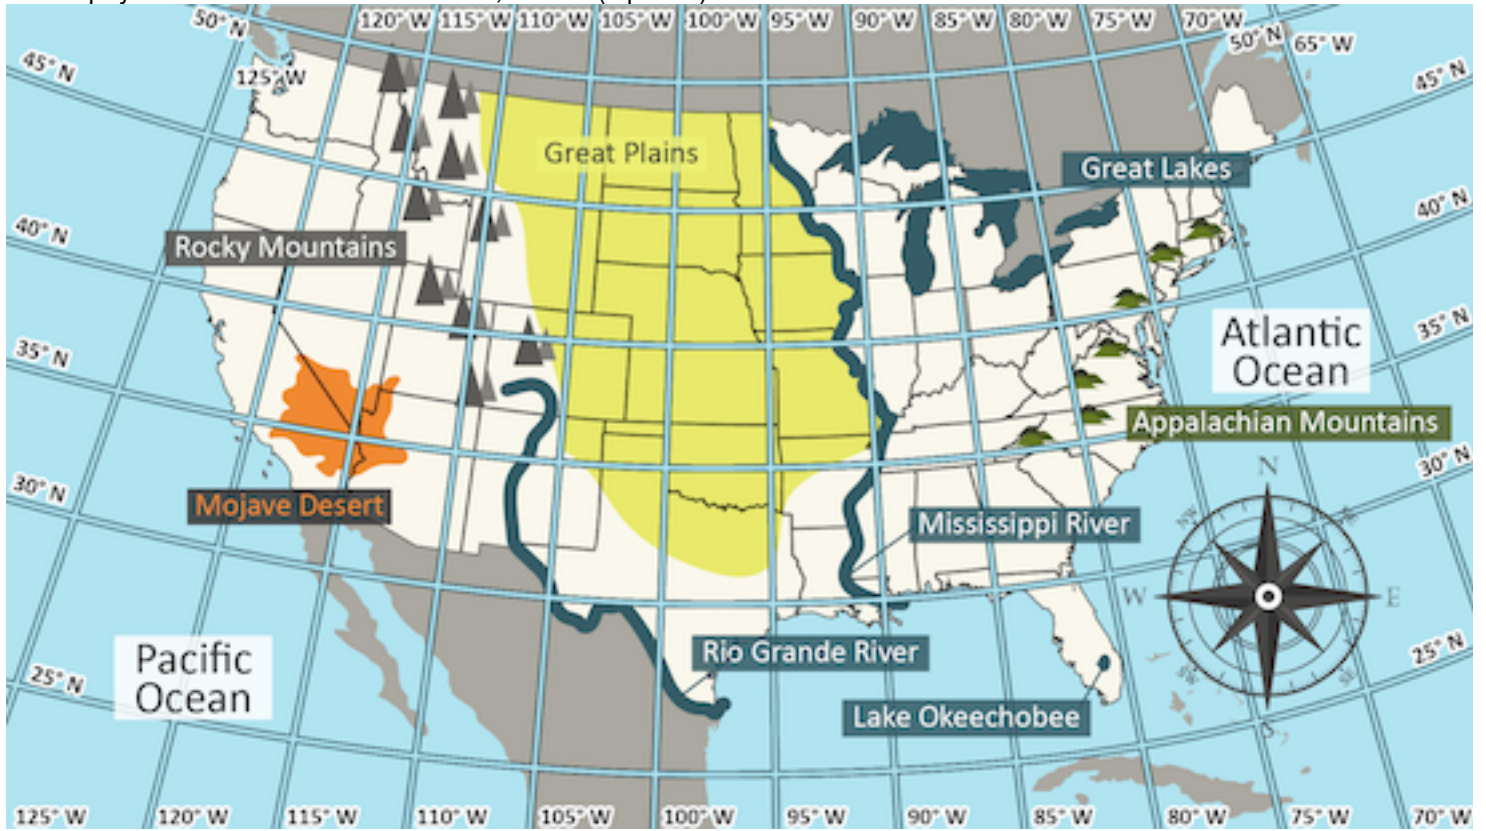 120° W 115° W 110° W 105° W 100° W 95° W 90° W 85° W 80° W 75° W 70° W
50° N
50° N 65° W
45° N
125° W
45° N
Great Plains
Great Lakes
40° N
40° N
Rocky Mountains
35° N
Atlantic
Ocean
35° N
Appalachian Mountains
30° N
N
30° N
Mojave Desert
NW
Mississippi River
W
E
Pacific
Ocean
Rio Grande River
25° N
25° N
SW
SE
Lake Okeechobee
S
125° W 120° W 115° W 110° W 105° W 100° W 95° W 90° W 85° W 80° W 75° W 70° W